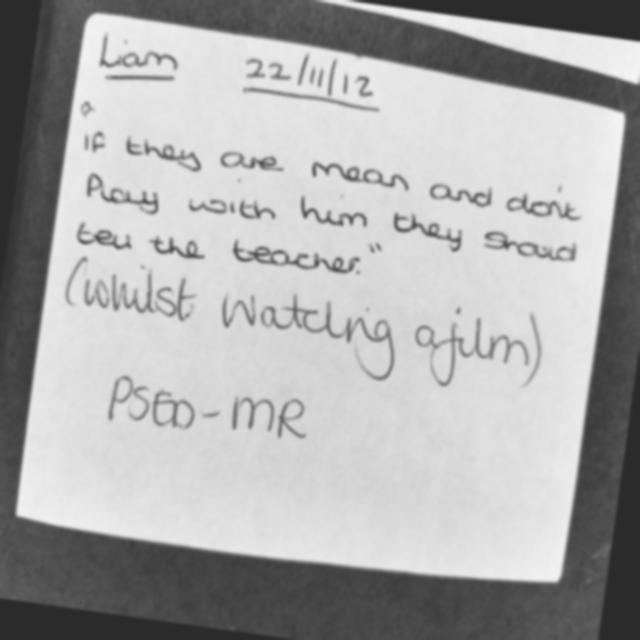 Liam 22/11/12
"If they are mean and don't
Play with him they should
tell the teacher."
(whilst watching a film)
PSED-MR